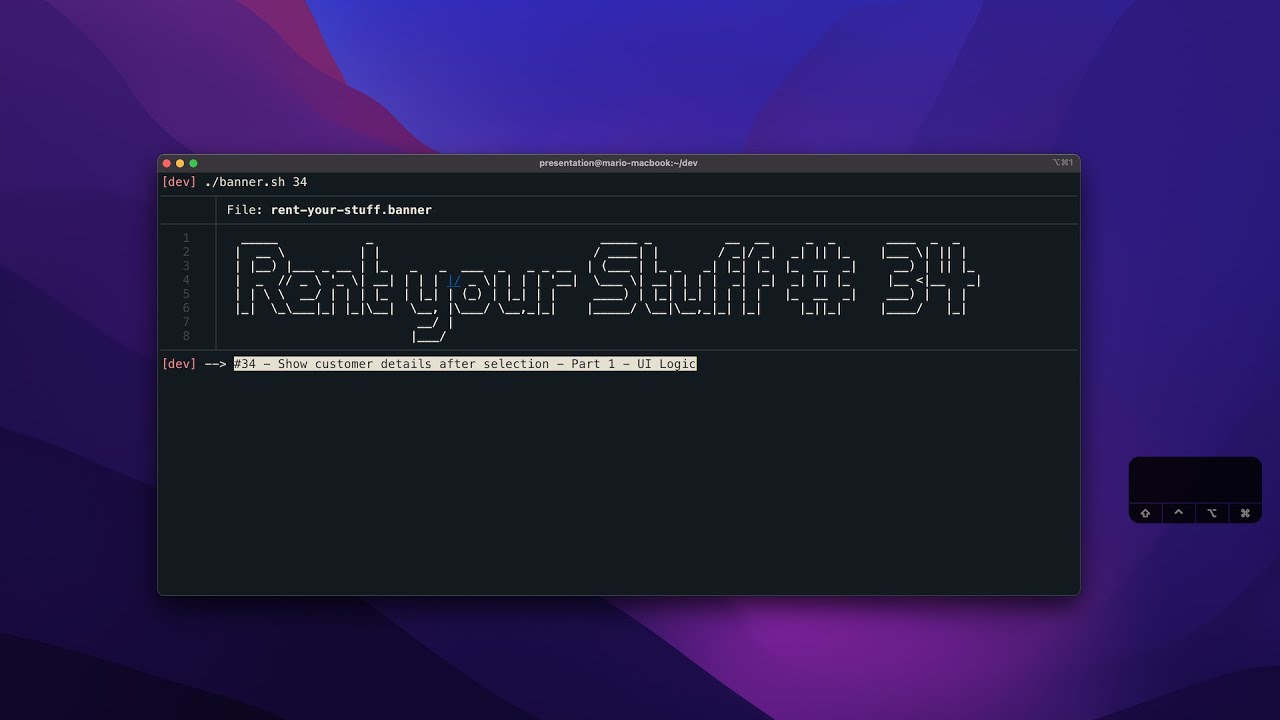 presentation@mario-macbook:~/dev
⌥⌘1
[dev] ./banner.sh 34
File: rent-your-stuff.banner
1
2
3
4
5
6
7
8
Rent your Stuff # 34
[dev] --> #34 - Show customer details after selection - Part 1 - UI Logic
⇧ ^ ⌥ ⌘